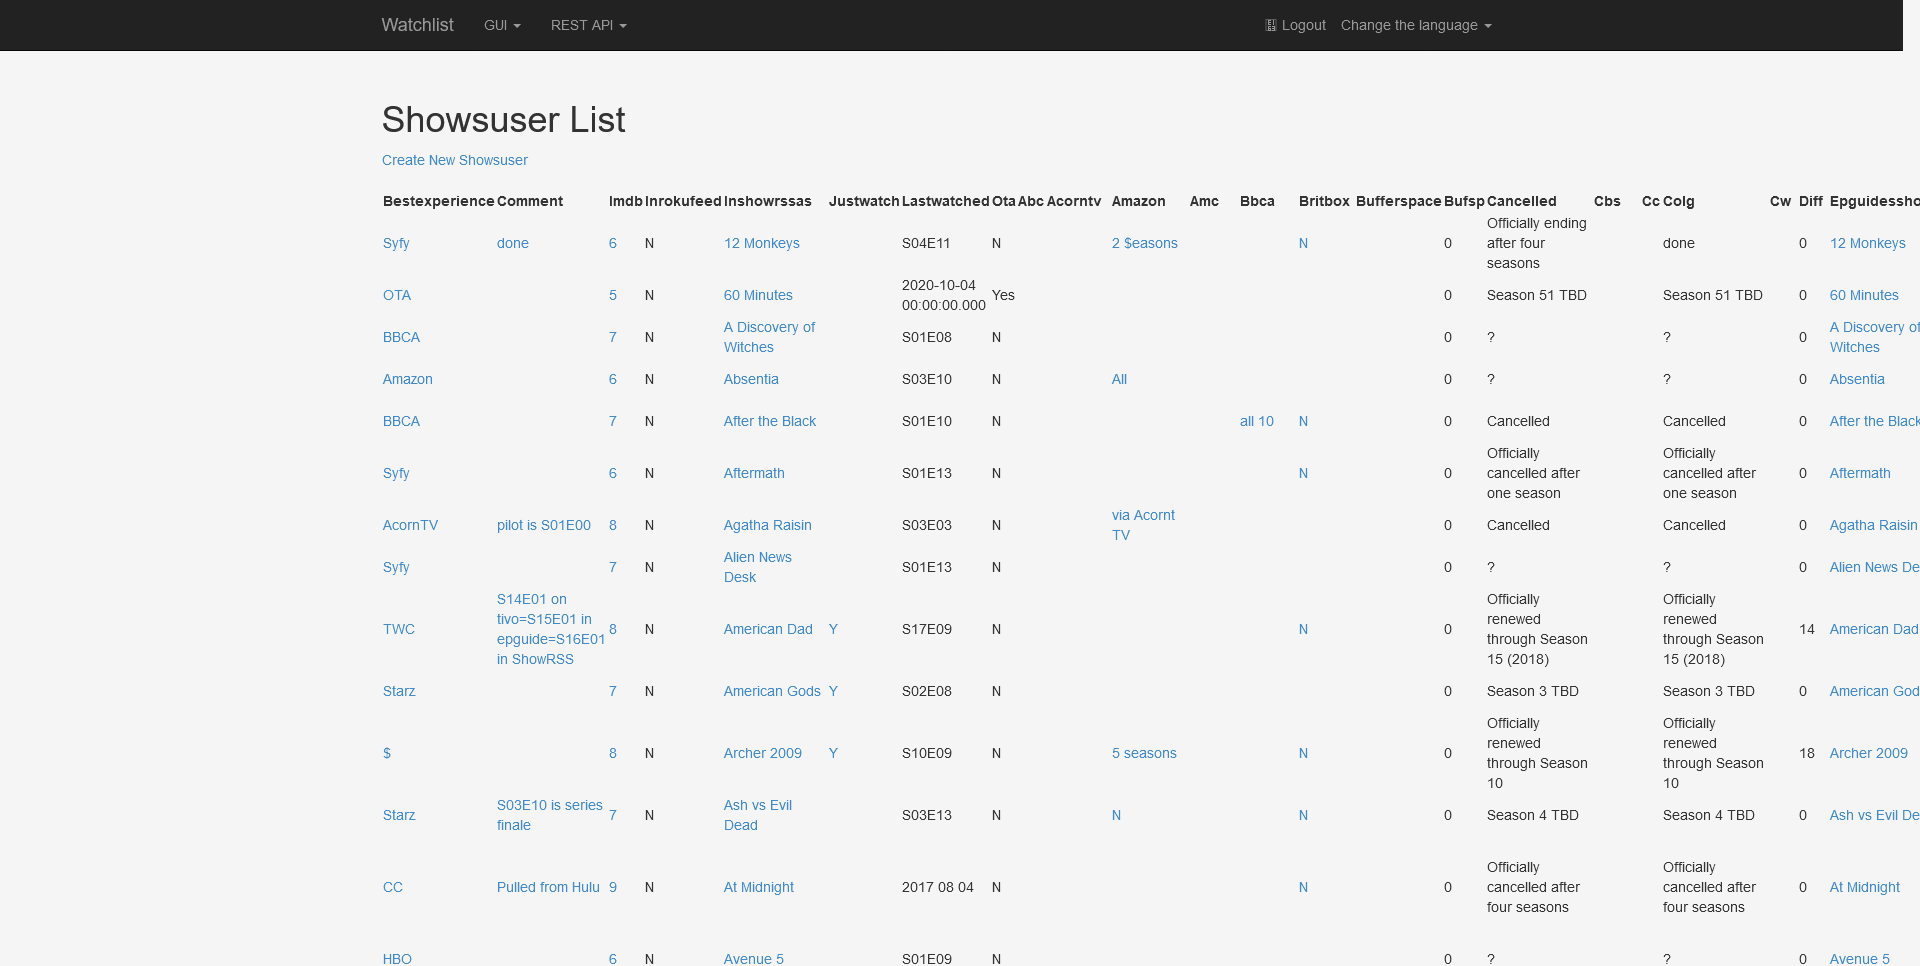 Watchlist GUI REST API Logout Change the language
Showsuser List
Create New Showsuser
Bestexperience Comment Imdb Inrokufeed Inshowrssas Justwatch Lastwatched Ota Abc Acorntv Amazon Amc Bbca Britbox Bufferspace Bufsp Cancelled Cbs Cc Colg Cw Diff Epguidessho
Syfy done 6 N 12 Monkeys S04E11 N 2 $easons N 0 Officially ending after four seasons done 0 12 Monkeys
OTA 5 N 60 Minutes 2020-10-04 00:00:00.000 Yes 0 Season 51 TBD Season 51 TBD 0 60 Minutes
BBCA 7 N A Discovery of Witches S01E08 N 0 ? ? 0 A Discovery of Witches
Amazon 6 N Absentia S03E10 N All 0 ? ? 0 Absentia
BBCA 7 N After the Black S01E10 N all 10 N 0 Cancelled Cancelled 0 After the Black
Syfy 6 N Aftermath S01E13 N N 0 Officially cancelled after one season Officially cancelled after one season 0 Aftermath
AcornTV pilot is S01E00 8 N Agatha Raisin S03E03 N via Acornt TV 0 Cancelled Cancelled 0 Agatha Raisin
Syfy 7 N Alien News Desk S01E13 N 0 ? ? 0 Alien News De
TWC S14E01 on tivo=S15E01 in epguide=S16E01 in ShowRSS 8 N American Dad Y S17E09 N N 0 Officially renewed through Season 15 (2018) Officially renewed through Season 15 (2018) 14 American Dad
Starz 7 N American Gods Y S02E08 N 0 Season 3 TBD Season 3 TBD 0 American God
$ 8 N Archer 2009 Y S10E09 N 5 seasons N 0 Officially renewed through Season 10 Officially renewed through Season 10 18 Archer 2009
Starz S03E10 is series finale 7 N Ash vs Evil Dead S03E13 N N N 0 Season 4 TBD Season 4 TBD 0 Ash vs Evil De
CC Pulled from Hulu 9 N At Midnight 2017 08 04 N N 0 Officially cancelled after four seasons Officially cancelled after four seasons 0 At Midnight
HBO 6 N Avenue 5 S01E09 N 0 ? ? 0 Avenue 5